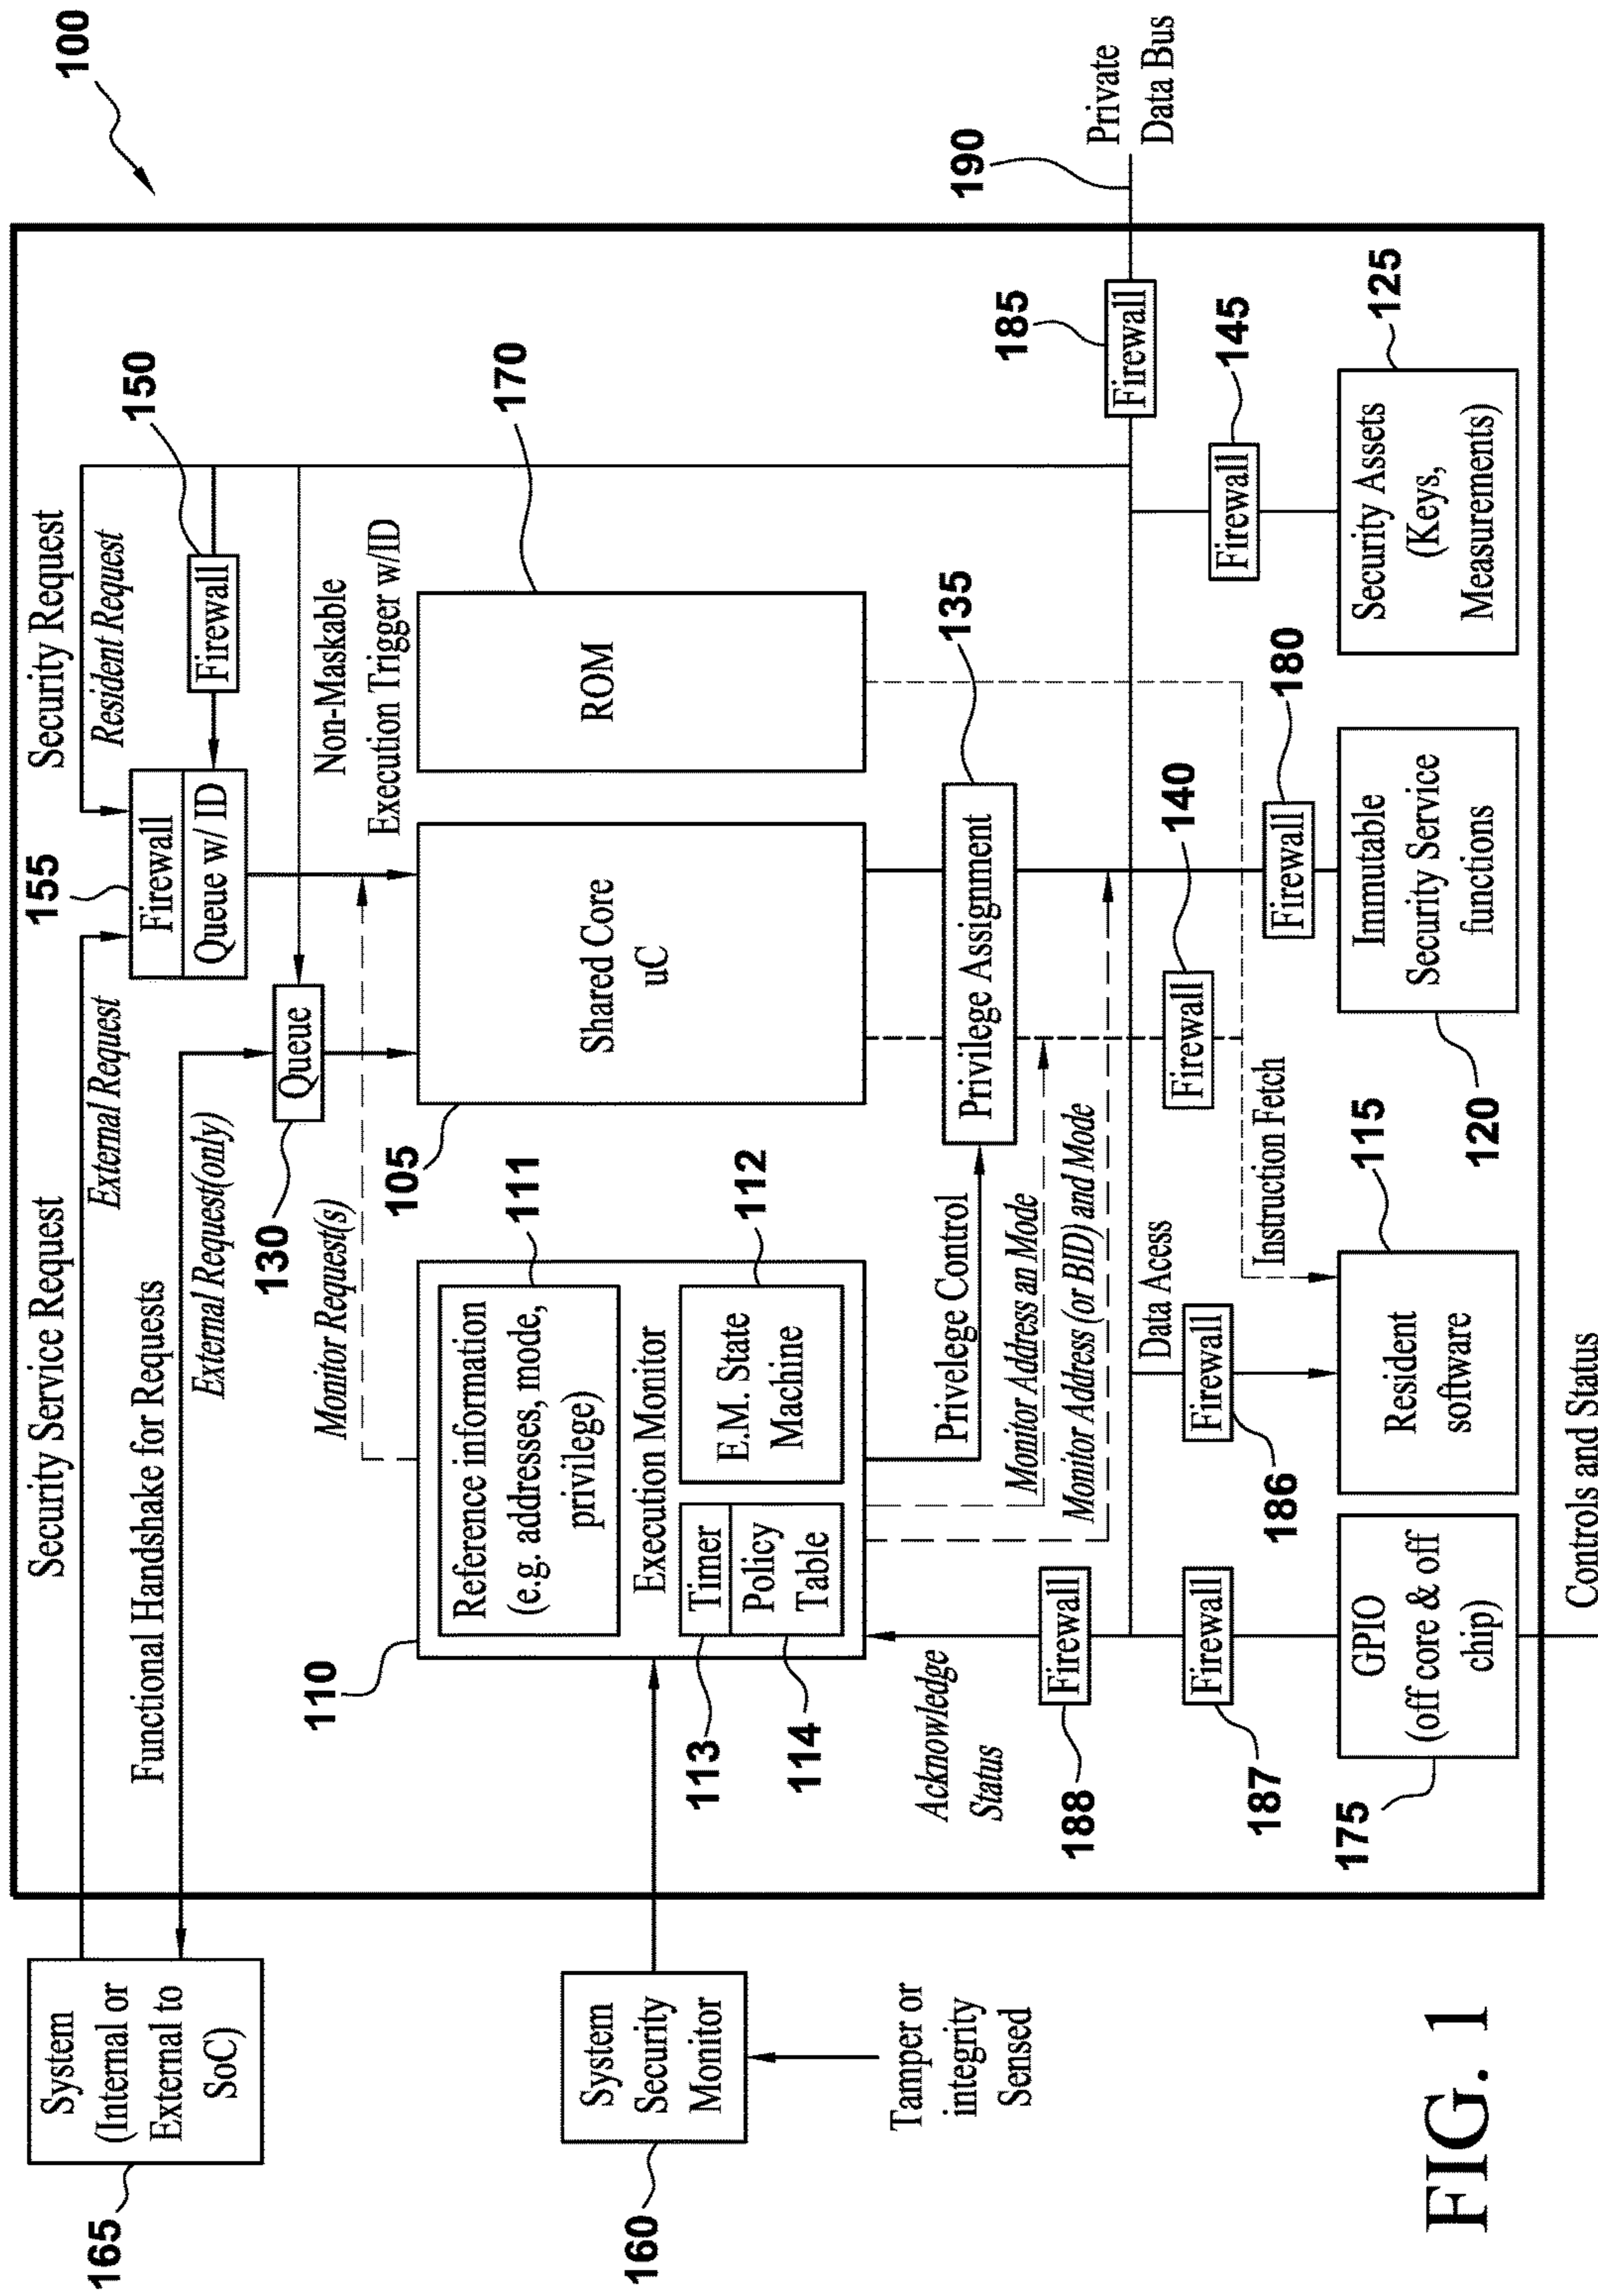 100
Security Service Request
Security Request
External Request
Resident Request
System
(Internal or
External to
SoC)
165
Functional Handshake for Requests
External Request(only)
155
Firewall
Queue w/ ID
Firewall
150
130
Queue
Non-Maskable
Execution Trigger w/ID
Monitor Request(s)
110
Reference information
(e.g. addresses, mode,
privilege)
111
Execution Monitor
Timer
Policy
Table
113
114
E.M. State
Machine
112
105
Shared Core
uC
ROM
170
System
Security
Monitor
160
Tamper or
integrity
Sensed
Privelege Control
Privilege Assignment
135
Monitor Address an Mode
Monitor Address (or BID) and Mode
Acknowledge
Status
Firewall
188
Firewall
187
Data Acess
Firewall
186
Instruction Fetch
Firewall
140
Firewall
180
Firewall
145
Firewall
185
190
Private
Data Bus
GPIO
(off core & off
chip)
175
Resident
software
115
Immutable
Security Service
functions
120
Security Assets
(Keys,
Measurements)
125
Controls and Status
FIG. 1